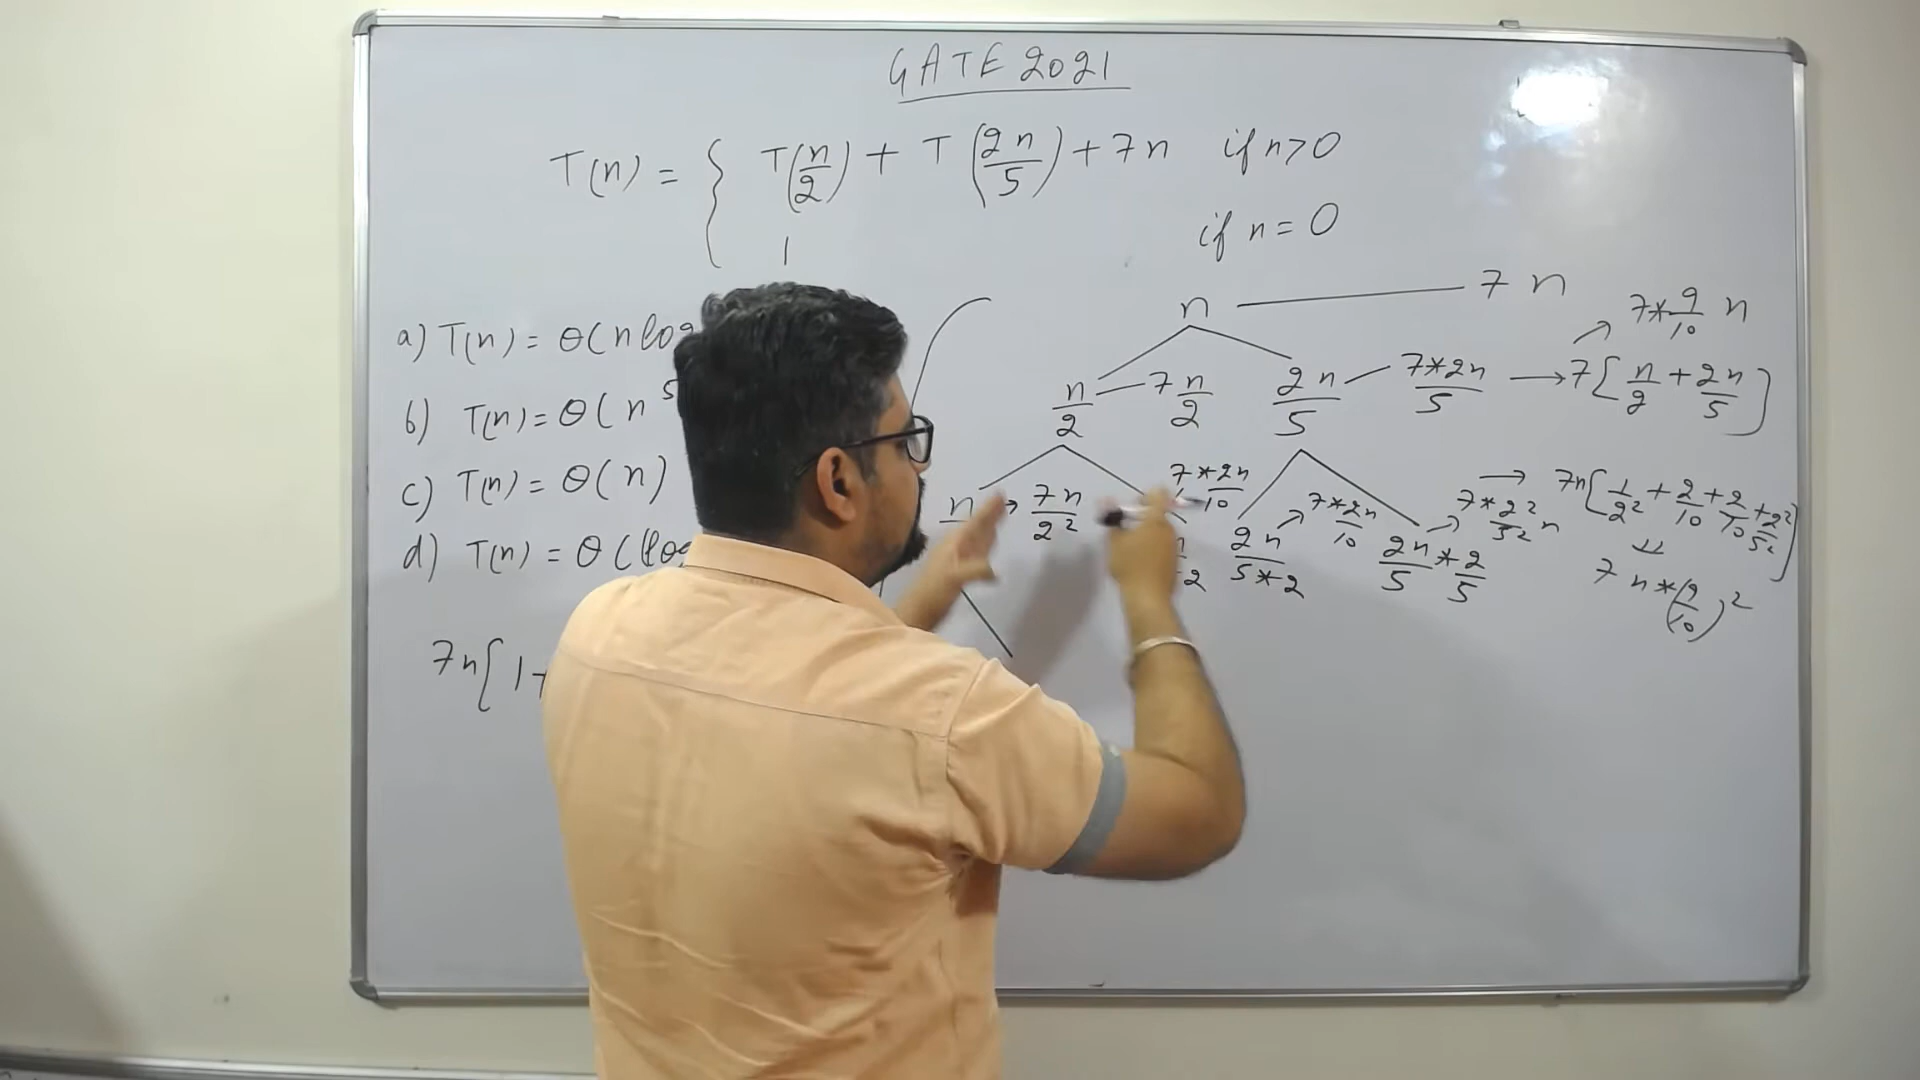 GATE 2021
T(n) = { T(n/2) + T(2n/5) + 7n if n>0
1 if n = 0
n 7n
7*9/10 n
n/2 7n/2 2n/5 7*2n/5 → 7[n/2 + 2n/5]
a) T(n) = θ(n log
b) T(n) = θ(n^5
c) T(n) = θ(n)
d) T(n) = θ(log
n → 7n/2² 7*2n/10 2n/5*2 7*2n/10 2n/5*2/5 7*2²/5² n → 7n[1/2² + 2/10 + 2/10 + 2²/5²]
7n*(9/10)²
7n[1+